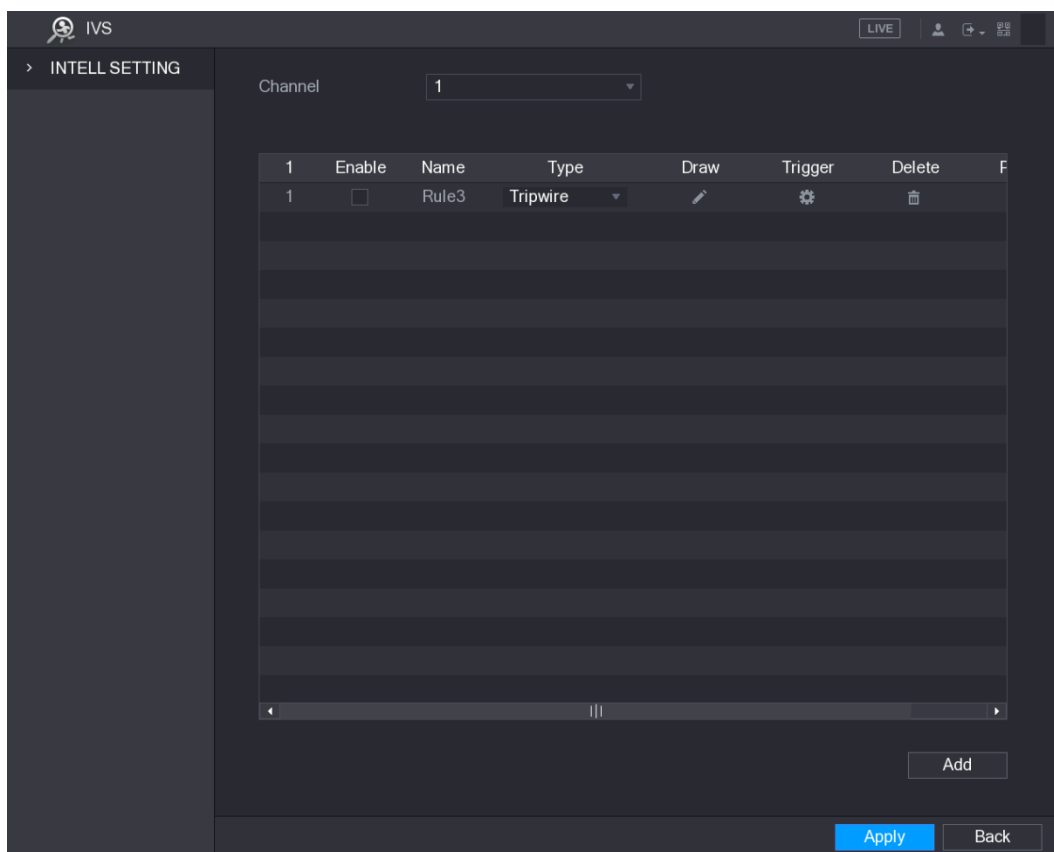 IVS LIVE
INTELL SETTING
Channel 1
1 Enable Name Type Draw Trigger Delete
1 Rule3 Tripwire
Add
Apply Back